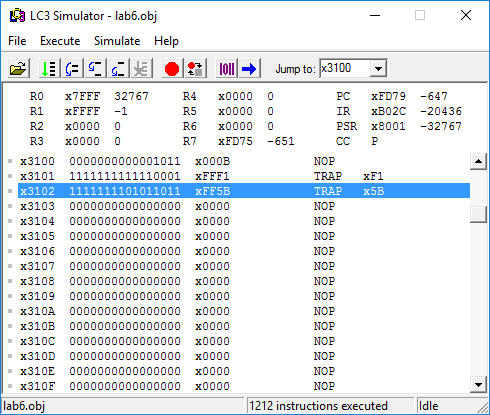 LC3 Simulator - lab6.obj
File Execute Simulate Help
Jump to: x3100
R0 x7FFF 32767 R4 x0000 0 PC xFD79 -647
R1 xFFFF -1 R5 x0000 0 IR xB02C -20436
R2 x0000 0 R6 x0000 0 PSR x8001 -32767
R3 x0000 0 R7 xFD75 -651 CC P
x3100 0000000000001011 x000B NOP
x3101 1111111111110001 xFFF1 TRAP xF1
x3102 1111111101011011 xFF5B TRAP x5B
x3103 0000000000000000 x0000 NOP
x3104 0000000000000000 x0000 NOP
x3105 0000000000000000 x0000 NOP
x3106 0000000000000000 x0000 NOP
x3107 0000000000000000 x0000 NOP
x3108 0000000000000000 x0000 NOP
x3109 0000000000000000 x0000 NOP
x310A 0000000000000000 x0000 NOP
x310B 0000000000000000 x0000 NOP
x310C 0000000000000000 x0000 NOP
x310D 0000000000000000 x0000 NOP
x310E 0000000000000000 x0000 NOP
x310F 0000000000000000 x0000 NOP
lab6.obj 1212 instructions executed Idle